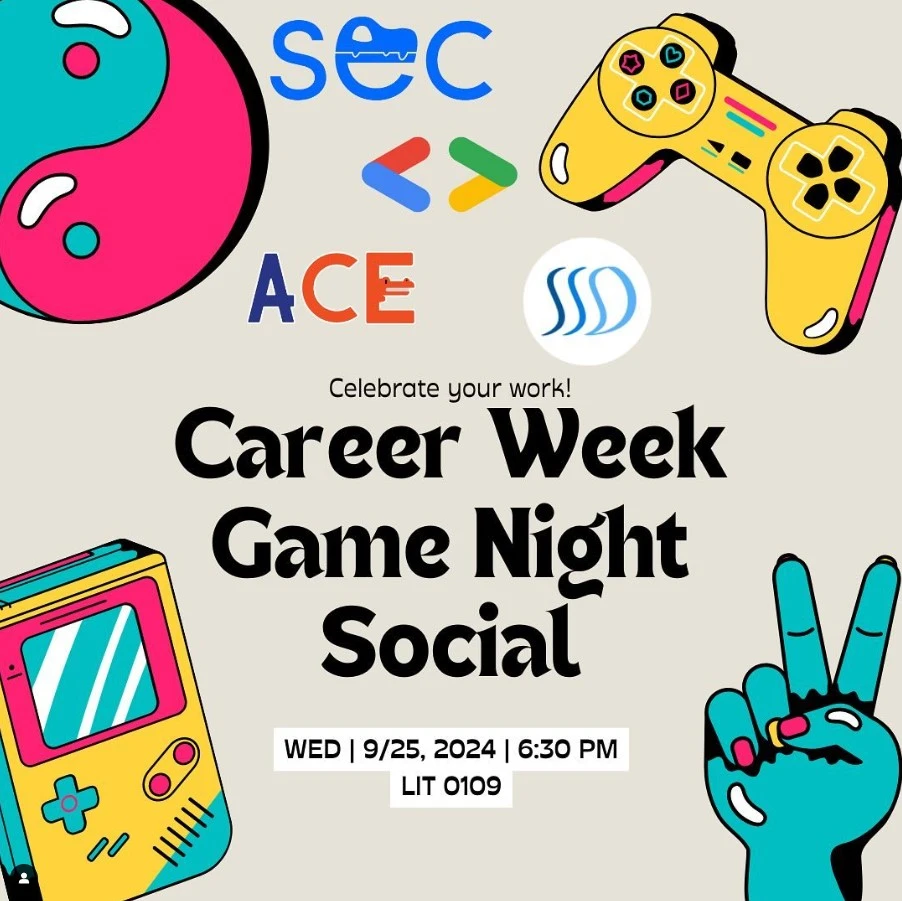 SEC
ACE
SSD
Celebrate your work!
Career Week
Game Night
Social
WED | 9/25, 2024 | 6:30 PM
LIT 0109